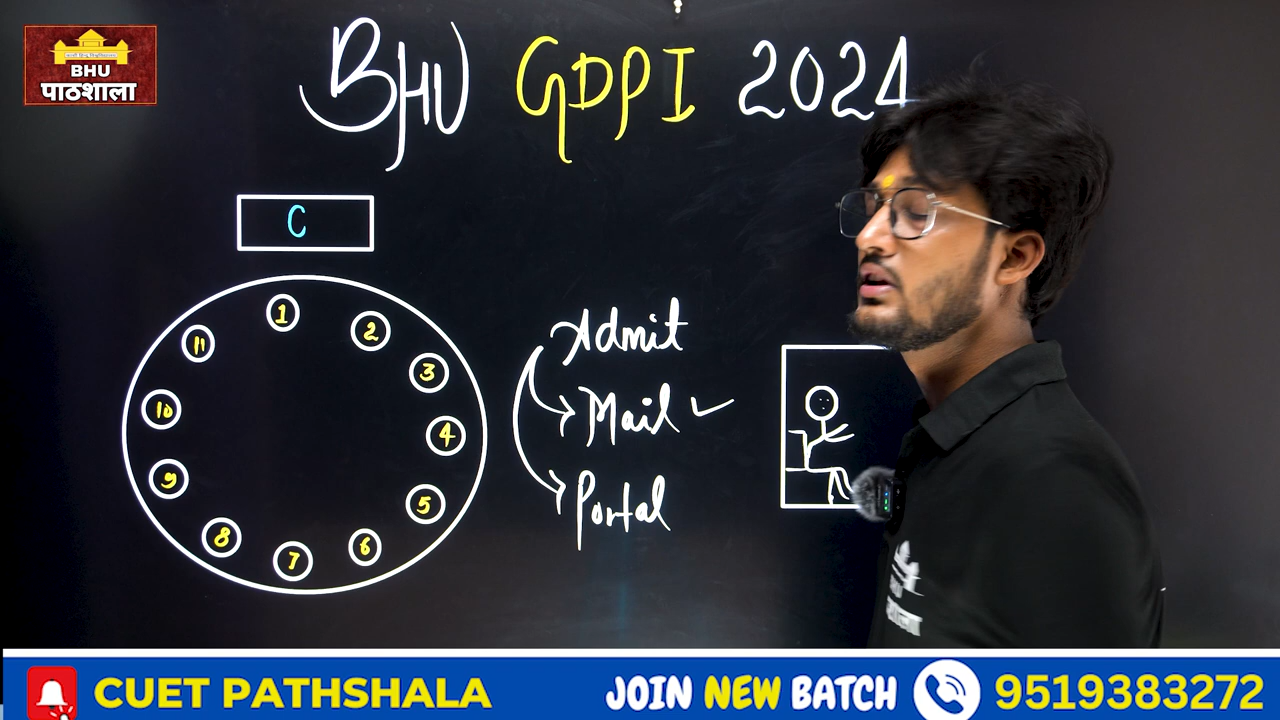 BHU
पाठशाला
BHU GDPI 2024
C
1
2
3
4
5
6
7
8
9
10
11
Admit
Mail
Portal
CUET PATHSHALA
JOIN NEW BATCH
9519383272